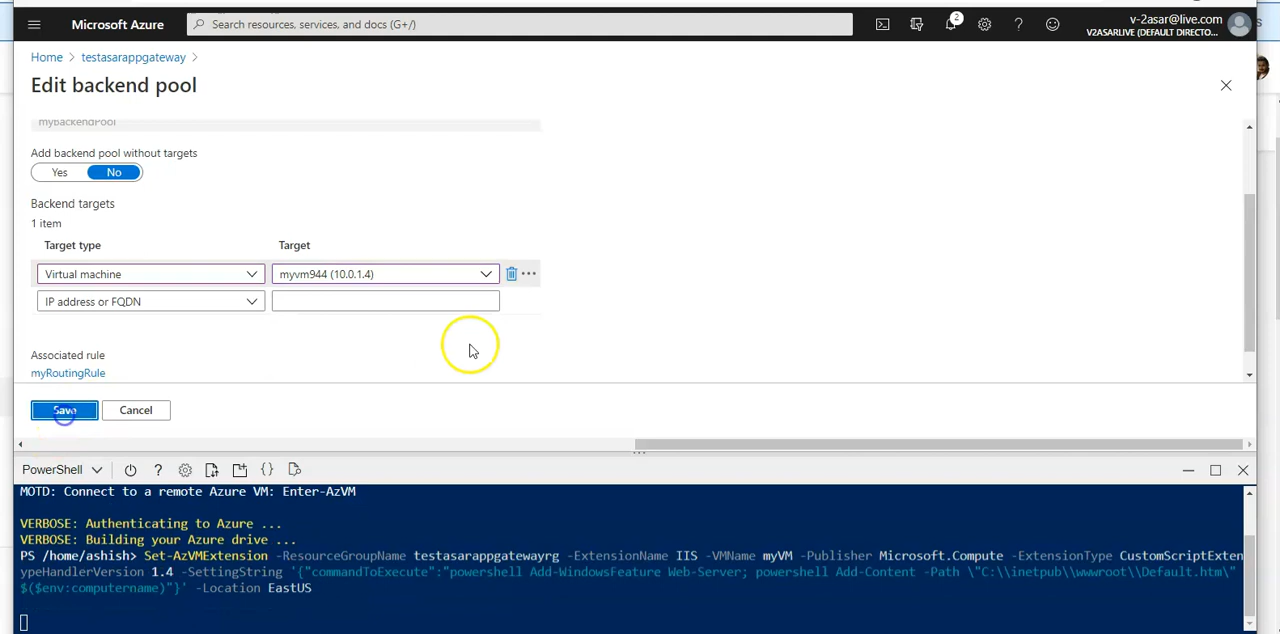 Microsoft Azure
Search resources, services, and docs (G+/)
2
v-2asar@live.com
V2ASARLIVE (DEFAULT DIRECTO...
Home > testasarappgateway >
Edit backend pool
myBackendPool
Add backend pool without targets
Yes No
Backend targets
1 item
Target type Target
Virtual machine myvm944 (10.0.1.4)
IP address or FQDN
Associated rule
myRoutingRule
Save Cancel
PowerShell
MOTD: Connect to a remote Azure VM: Enter-AzVM
VERBOSE: Authenticating to Azure ...
VERBOSE: Building your Azure drive ...
PS /home/ashish> Set-AzVMExtension -ResourceGroupName testasarappgatewayrg -ExtensionName IIS -VMName myVM -Publisher Microsoft.Compute -ExtensionType CustomScriptExten
ypeHandlerVersion 1.4 -SettingString '{"commandToExecute":"powershell Add-WindowsFeature Web-Server; powershell Add-Content -Path \"C:\\inetpub\\wwwroot\\Default.htm\"
$($env:computername)"}' -Location EastUS